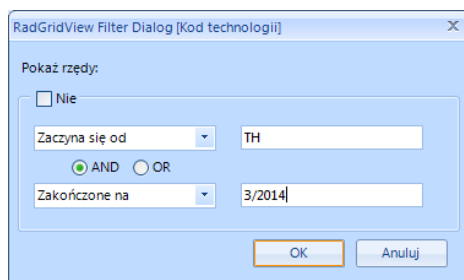 RadGridView Filter Dialog [Kod technologii]
Pokaż rzędy:
Nie
Zaczyna się od TH
AND OR
Zakończone na 3/2014
OK Anuluj